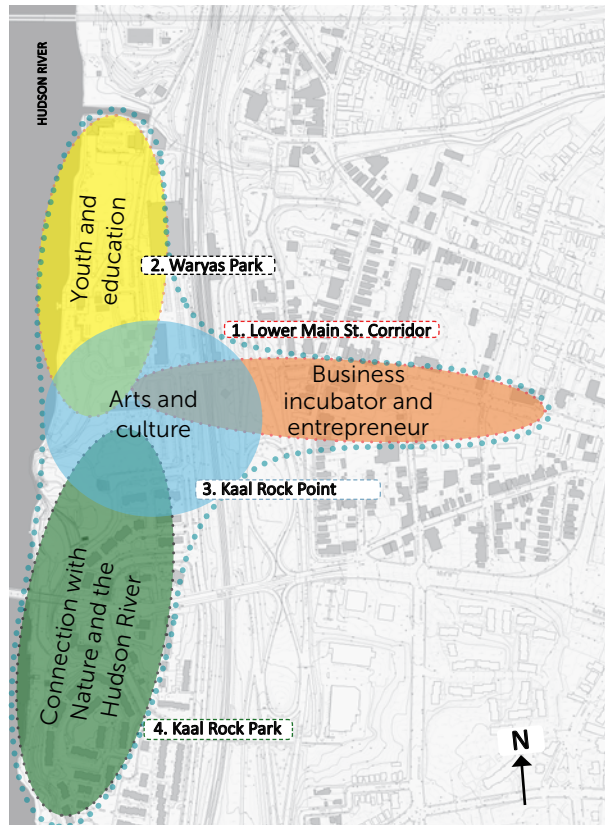 HUDSON RIVER
Youth and
education
2. Waryas Park
1. Lower Main St. Corridor
Business
incubator and
entrepreneur
Arts and
culture
3. Kaal Rock Point
Connection with
Nature and the
Hudson River
4. Kaal Rock Park
N